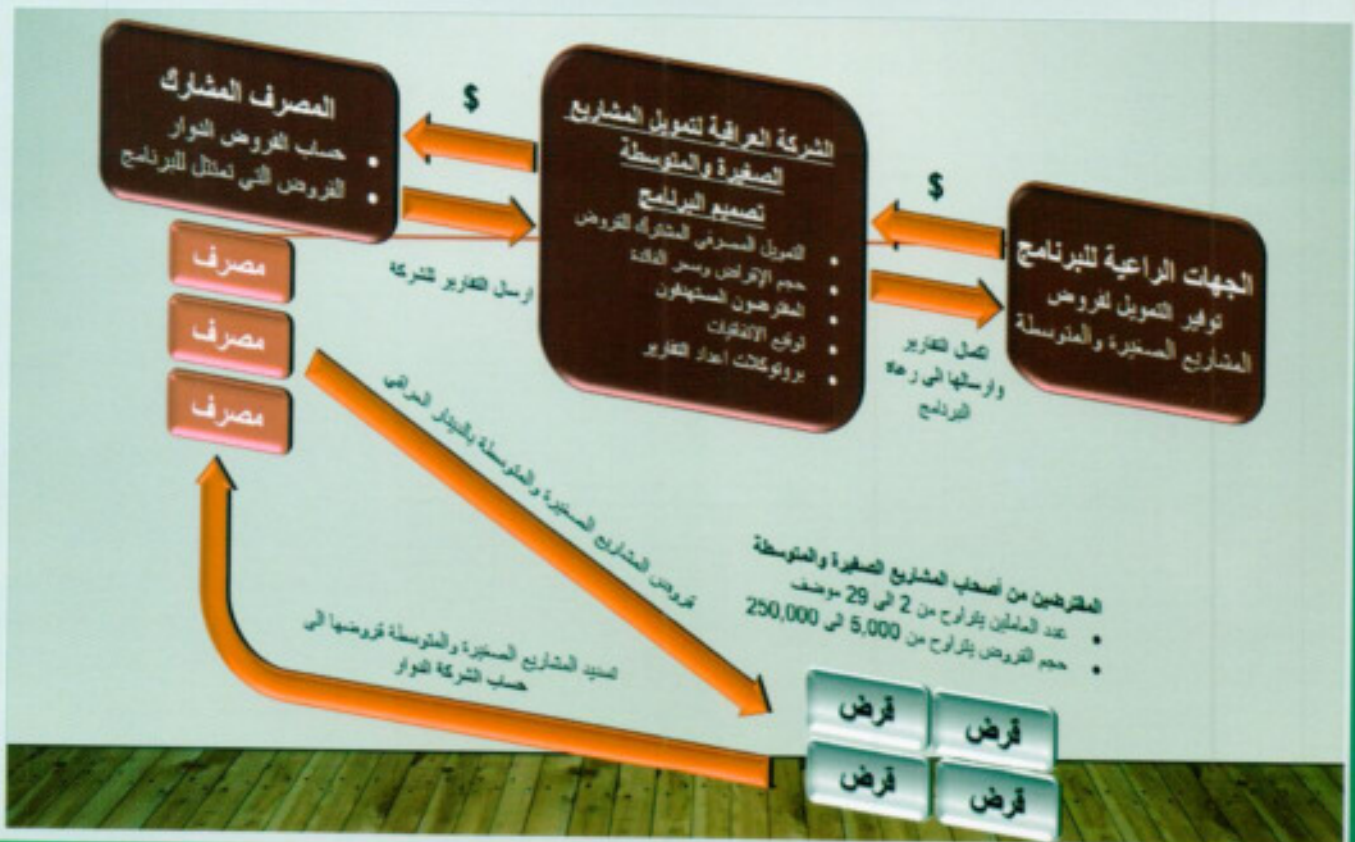 المصرف المشارك
• حساب القروض الدوار
• القروض التي تمتثل للبرنامج
$
الشركة العراقية لتمويل المشاريع
الصغيرة والمتوسطة
تصميم البرنامج
• التمويل المصرفي المشترك للقروض
• حجم الإقراض وسعر الفائدة
• المقترضون المستهدفون
• توقيع الاتفاقيات
• بروتوكلات اعداد التقارير
$
الجهات الراعية للبرنامج
توفير التمويل لقروض
المشاريع الصغيرة والمتوسطة
ارسال التقارير للشركة
التقارير
وارسالها الى رعاة
البرنامج
مصرف
مصرف
مصرف
قروض المشاريع الصغيرة والمتوسطة بالدينار العراقي
تسديد المشاريع الصغيرة والمتوسطة قروضها الى
حساب الشركة الدوار
المقترضين من أصحاب المشاريع الصغيرة والمتوسطة
• عدد العاملين يتراوح من 2 الى 29 موضف
• حجم القروض يتراوح من 5,000 الى 250,000
قرض
قرض
قرض
قرض